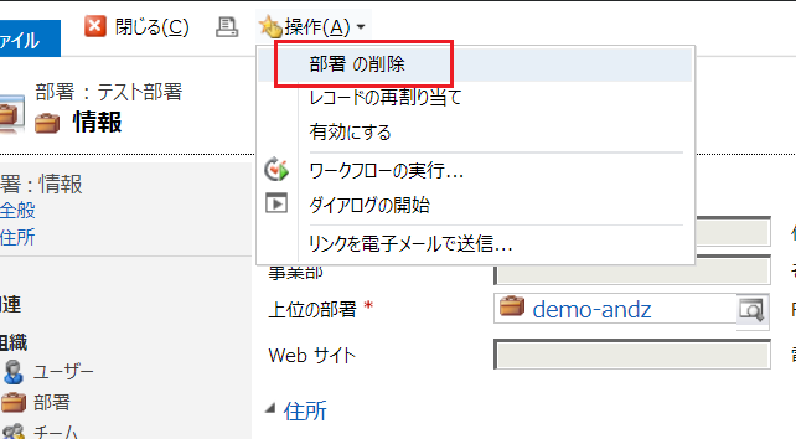 ァイル
閉じる(C)
操作(A)
部署 の削除
レコードの再割り当て
有効にする
ワークフローの実行...
ダイアログの開始
リンクを電子メールで送信...
部署 : テスト部署
情報
署 : 情報
全般
住所
連
組織
ユーザー
部署
チーム
事業部
上位の部署 *
demo-andz
Web サイト
住所